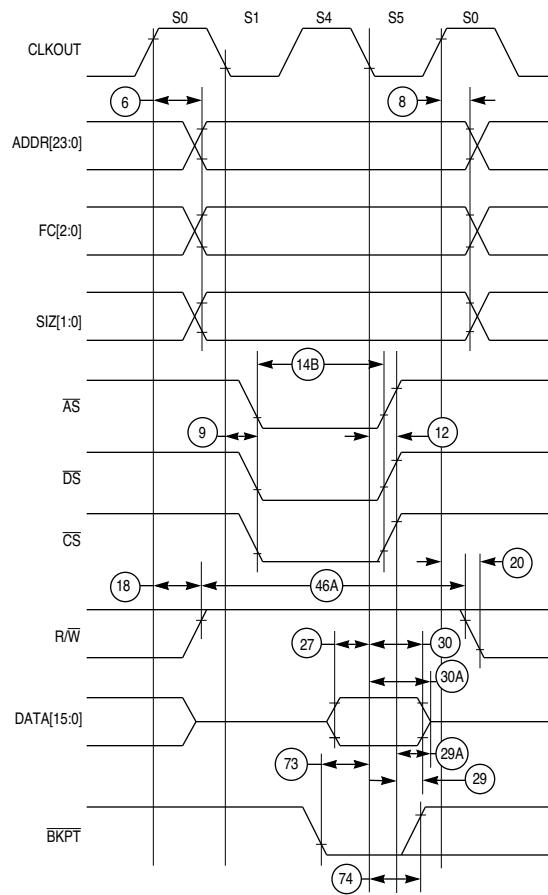 S0 S1 S4 S5 S0
CLKOUT
6 8
ADDR[23:0]
FC[2:0]
SIZ[1:0]
14B
AS
9 12
DS
CS
20
18 46A
R/W
27 30
30A
DATA[15:0]
29A
73 29
BKPT
74